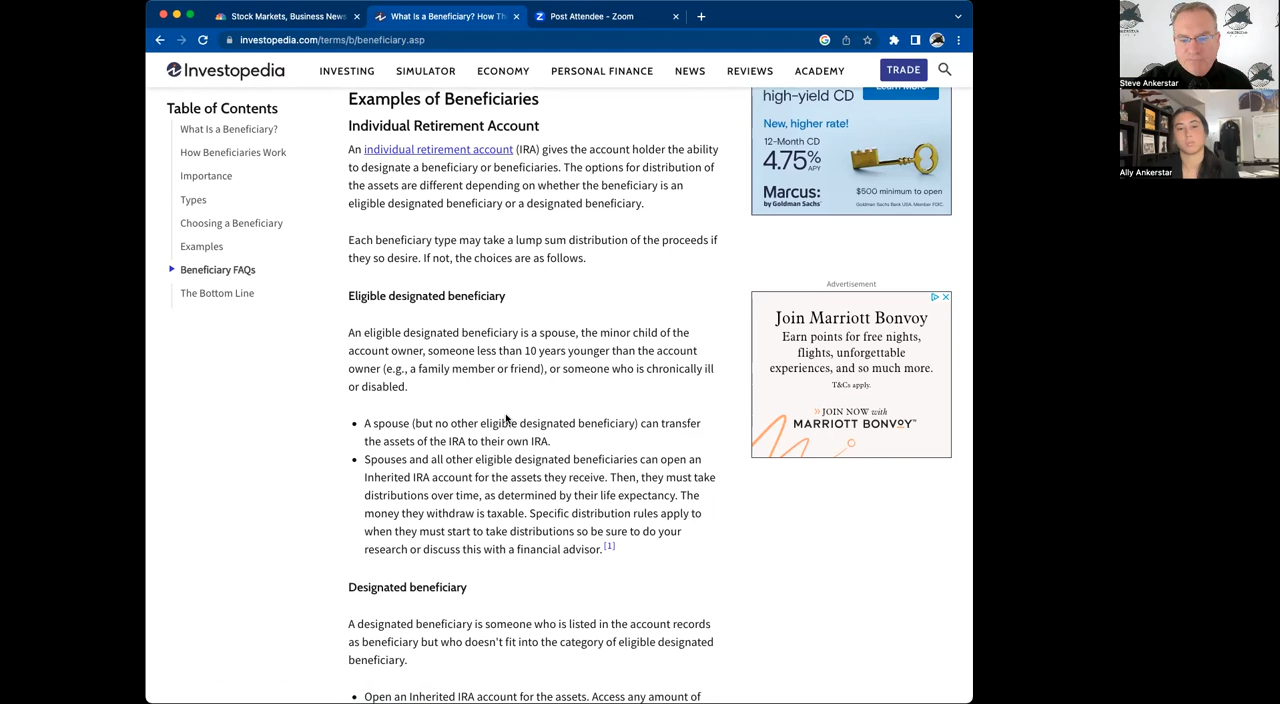 Stock Markets, Business News
What Is a Beneficiary? How Th
Post Attendee - Zoom
investopedia.com/terms/b/beneficiary.asp
Investopedia
INVESTING
SIMULATOR
ECONOMY
PERSONAL FINANCE
NEWS
REVIEWS
ACADEMY
TRADE
Table of Contents
What Is a Beneficiary?
How Beneficiaries Work
Importance
Types
Choosing a Beneficiary
Examples
Beneficiary FAQs
The Bottom Line
Examples of Beneficiaries
Individual Retirement Account
An individual retirement account (IRA) gives the account holder the ability
to designate a beneficiary or beneficiaries. The options for distribution of
the assets are different depending on whether the beneficiary is an
eligible designated beneficiary or a designated beneficiary.
Each beneficiary type may take a lump sum distribution of the proceeds if
they so desire. If not, the choices are as follows.
Eligible designated beneficiary
An eligible designated beneficiary is a spouse, the minor child of the
account owner, someone less than 10 years younger than the account
owner (e.g., a family member or friend), or someone who is chronically ill
or disabled.
• A spouse (but no other eligible designated beneficiary) can transfer
the assets of the IRA to their own IRA.
• Spouses and all other eligible designated beneficiaries can open an
Inherited IRA account for the assets they receive. Then, they must take
distributions over time, as determined by their life expectancy. The
money they withdraw is taxable. Specific distribution rules apply to
when they must start to take distributions so be sure to do your
research or discuss this with a financial advisor. [1]
Designated beneficiary
A designated beneficiary is someone who is listed in the account records
as beneficiary but who doesn't fit into the category of eligible designated
beneficiary.
• Open an Inherited IRA account for the assets. Access any amount of
high-yield CD
Learn More
New, higher rate!
12-Month CD
4.75% APY
Marcus:
by Goldman Sachs
$500 minimum to open
Goldman Sachs Bank USA. Member FDIC.
Advertisement
Join Marriott Bonvoy
Earn points for free nights,
flights, unforgettable
experiences, and so much more.
T&Cs apply.
JOIN NOW with
MARRIOTT BONVOY
Steve Ankerstar
Ally Ankerstar